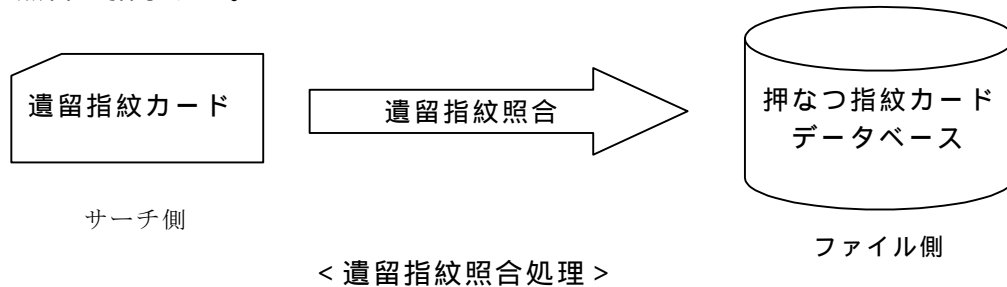 遺留指紋カード
遺留指紋照合
押なつ指紋カード
データベース
サーチ側
ファイル側
<遺留指紋照合処理>